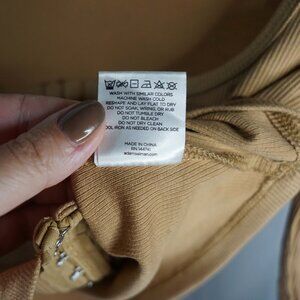 WASH WITH SIMILAR COLORS
MACHINE WASH COLD
RESHAPE AND LAY FLAT TO DRY
DO NOT SOAK, WRING, OR RUB
DO NOT TUMBLE DRY
DO NOT BLEACH
DO NOT DRY CLEAN
COOL IRON AS NEEDED ON BACK SIDE
MADE IN CHINA